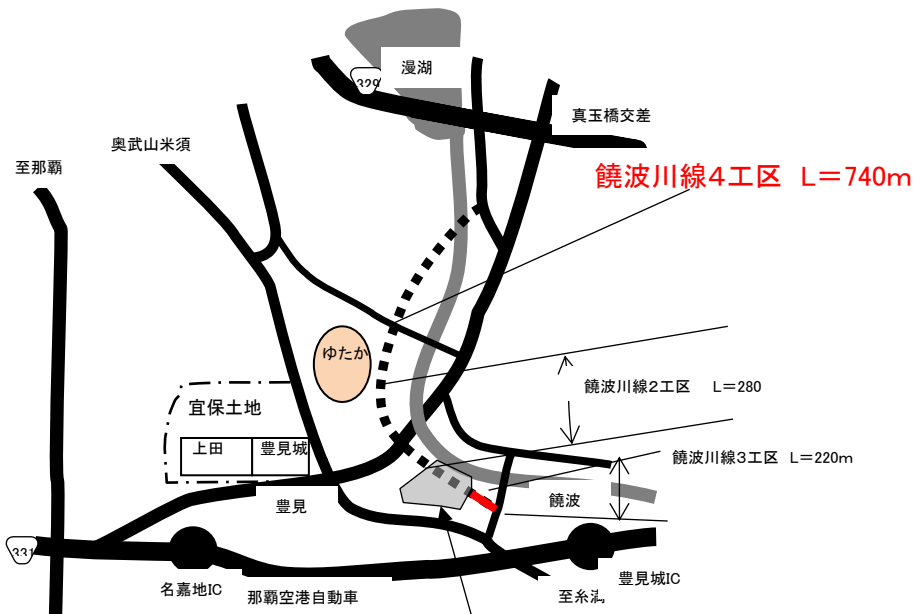 漫湖
329
真玉橋交差
奥武山米須
至那覇
饒波川線4工区 L=740m
ゆたか
饒波川線2工区 L=280
宜保土地
上田
豊見城
饒波川線3工区 L=220m
饒波
豊見
331
名嘉地IC
那覇空港自動車
至糸満
豊見城IC